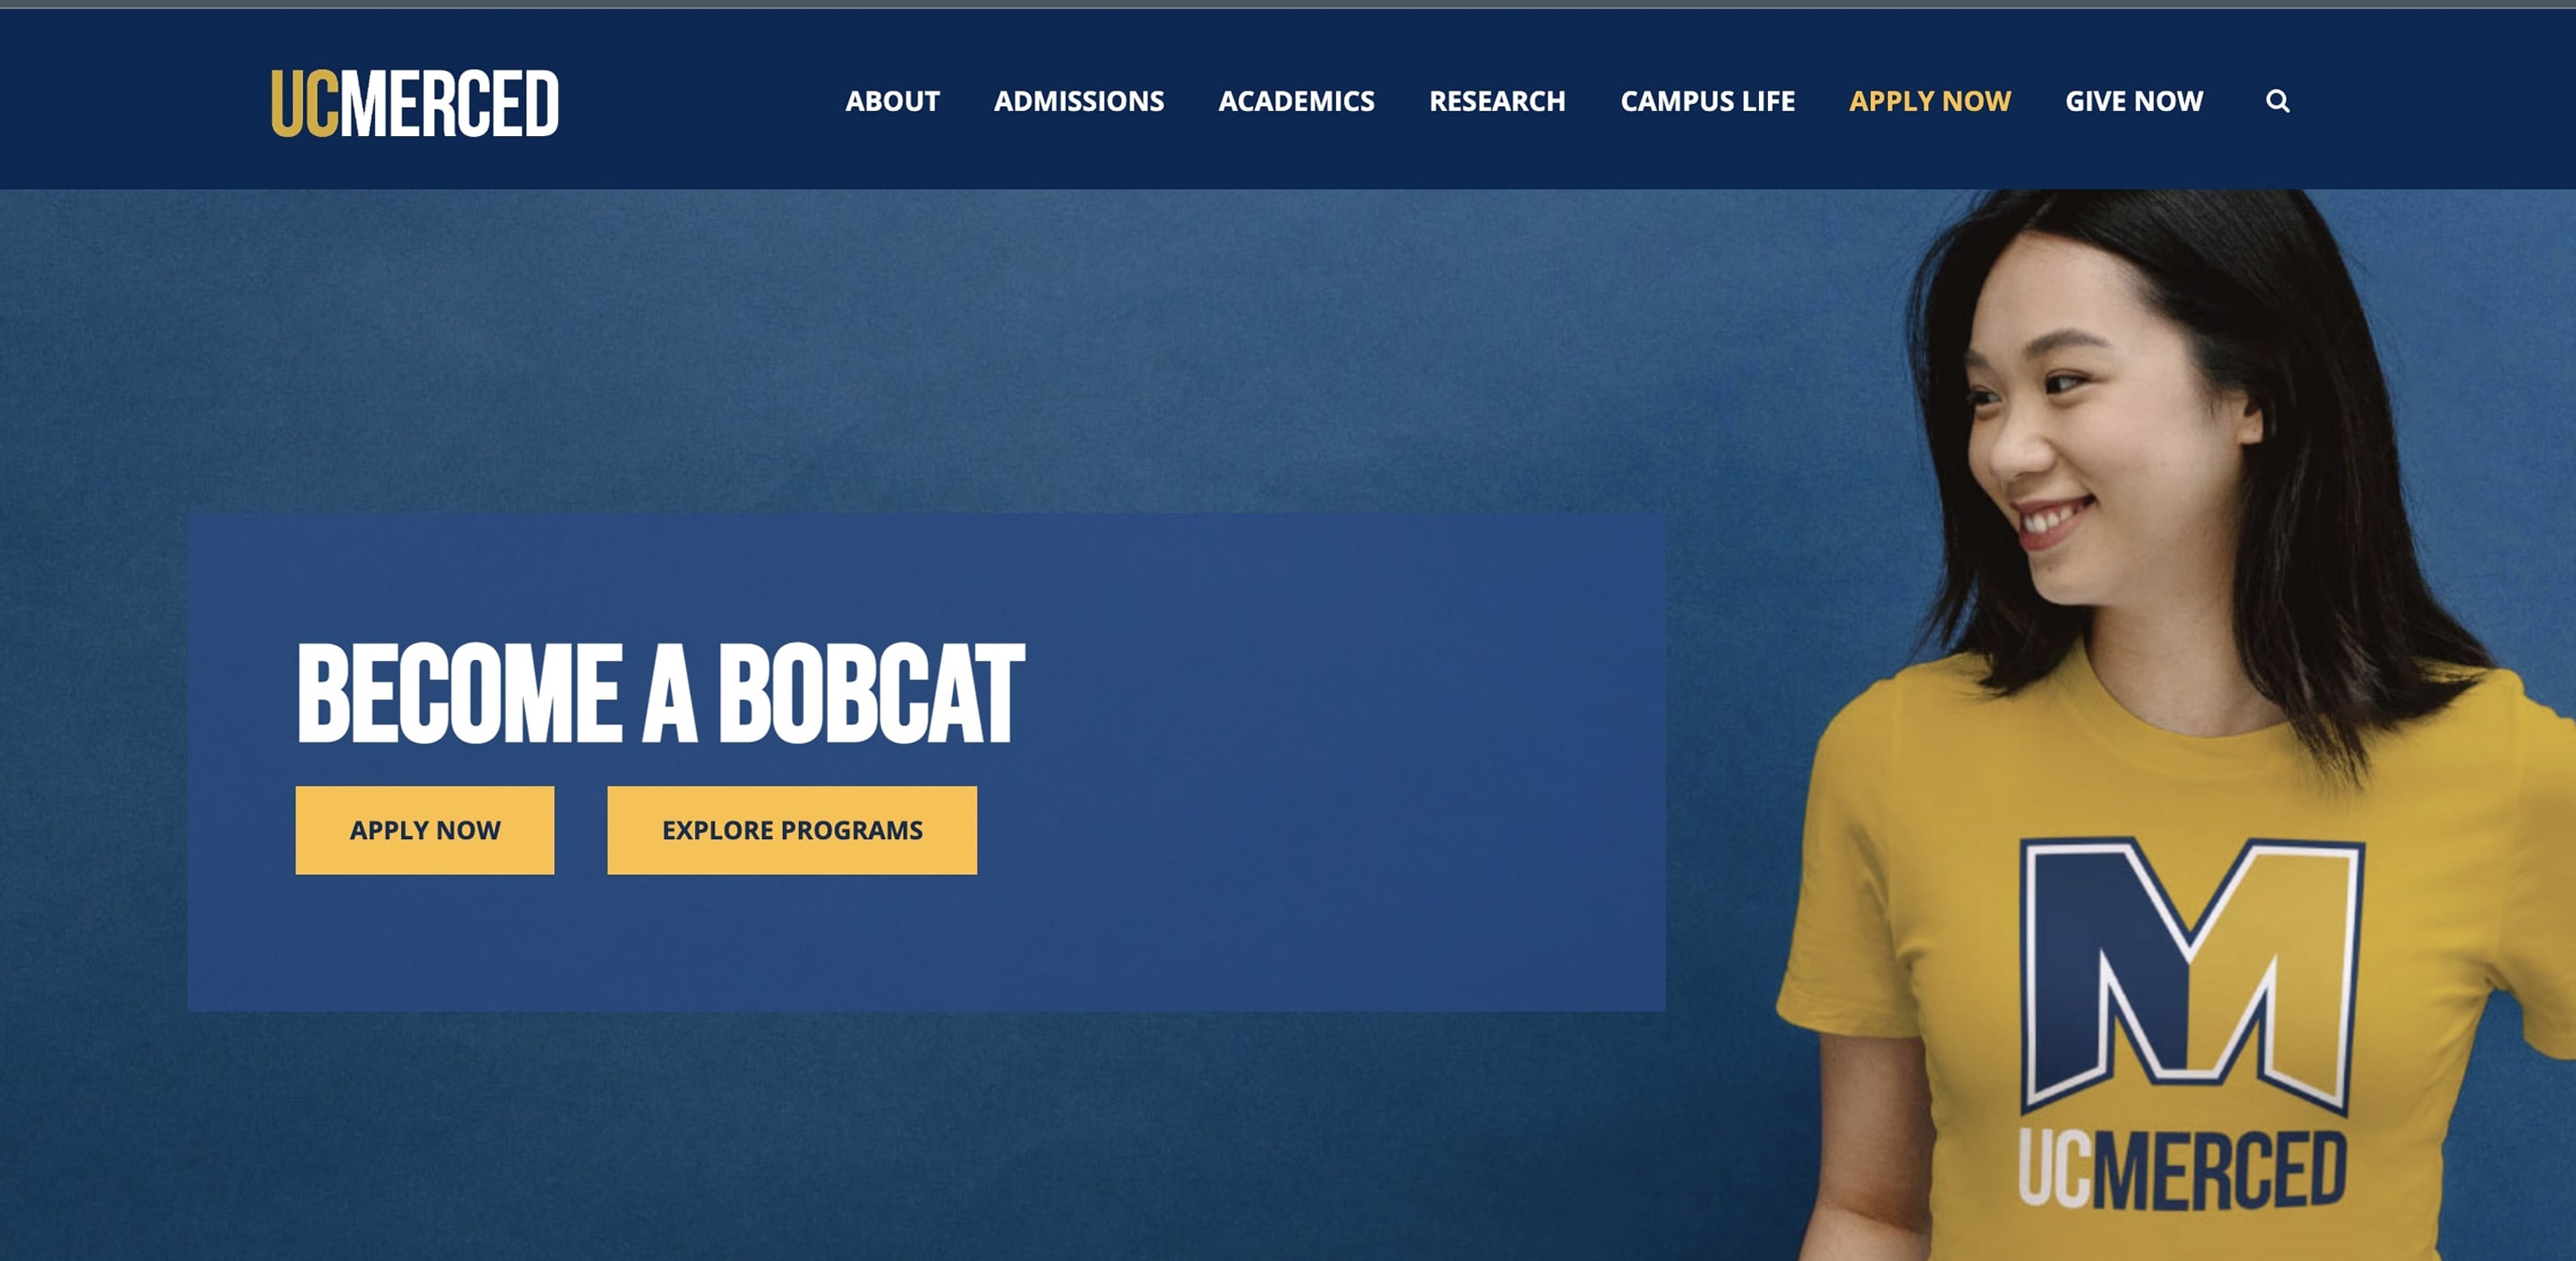 UCMERCED
ABOUT ADMISSIONS ACADEMICS RESEARCH CAMPUS LIFE APPLY NOW GIVE NOW
BECOME A BOBCAT
APPLY NOW EXPLORE PROGRAMS
M
UCMERCED